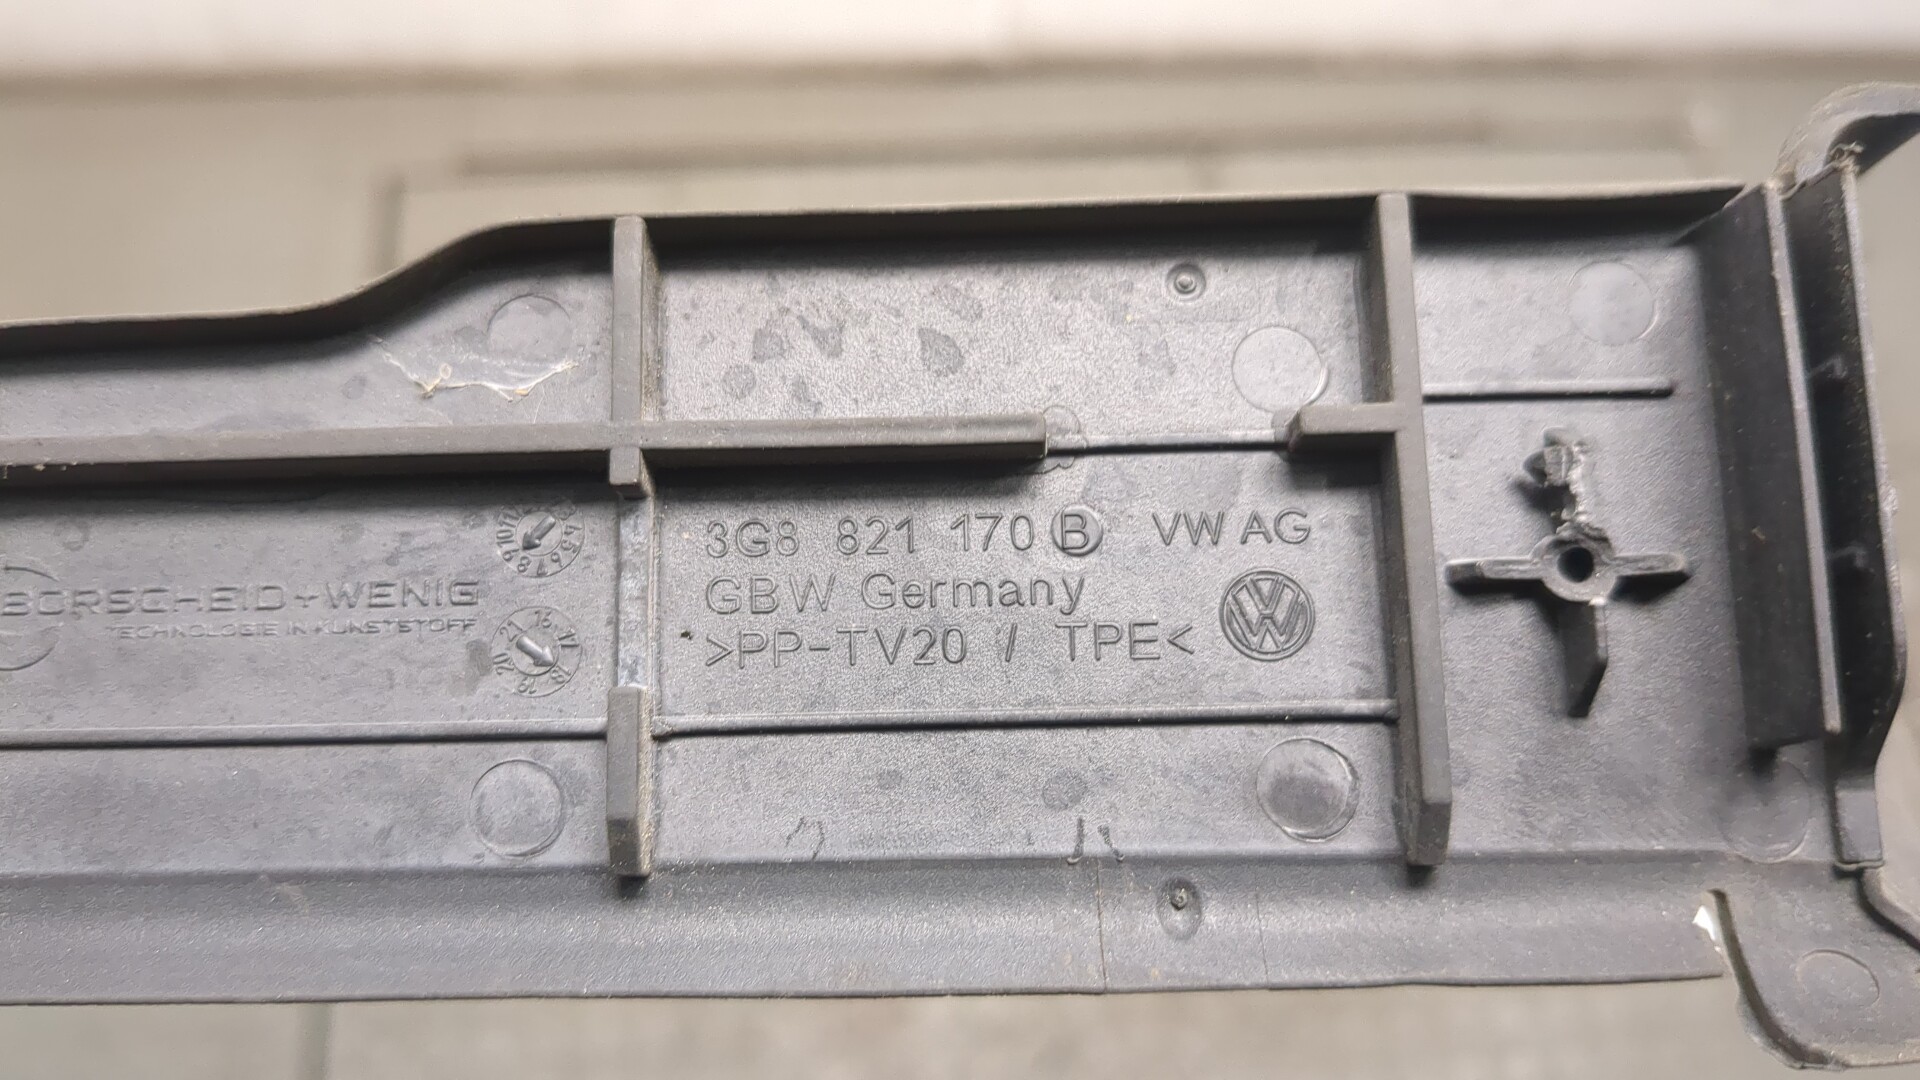 3G8 821 170 B VW AG
GBW Germany
>PP-TV20 / TPE<
BORSCHEID+WENIG
TECHNOLOGIE IN KUNSTSTOFF